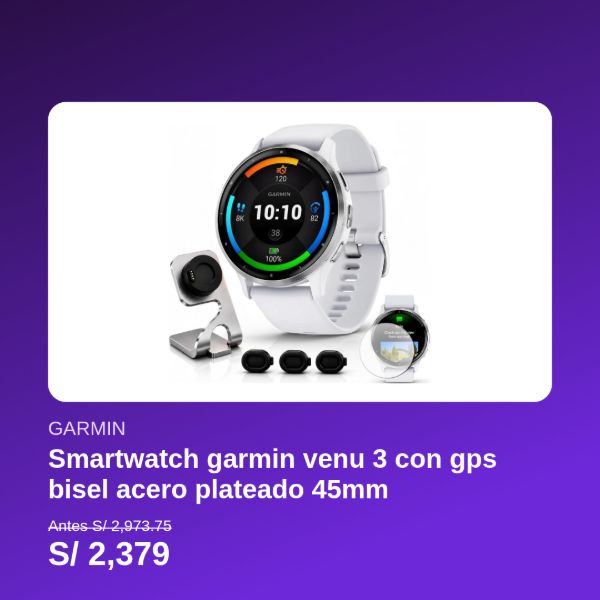 120
GARMIN
10:10
8K
82
38
100%
GARMIN
Smartwatch garmin venu 3 con gps
bisel acero plateado 45mm
Antes S/ 2,973.75
S/ 2,379